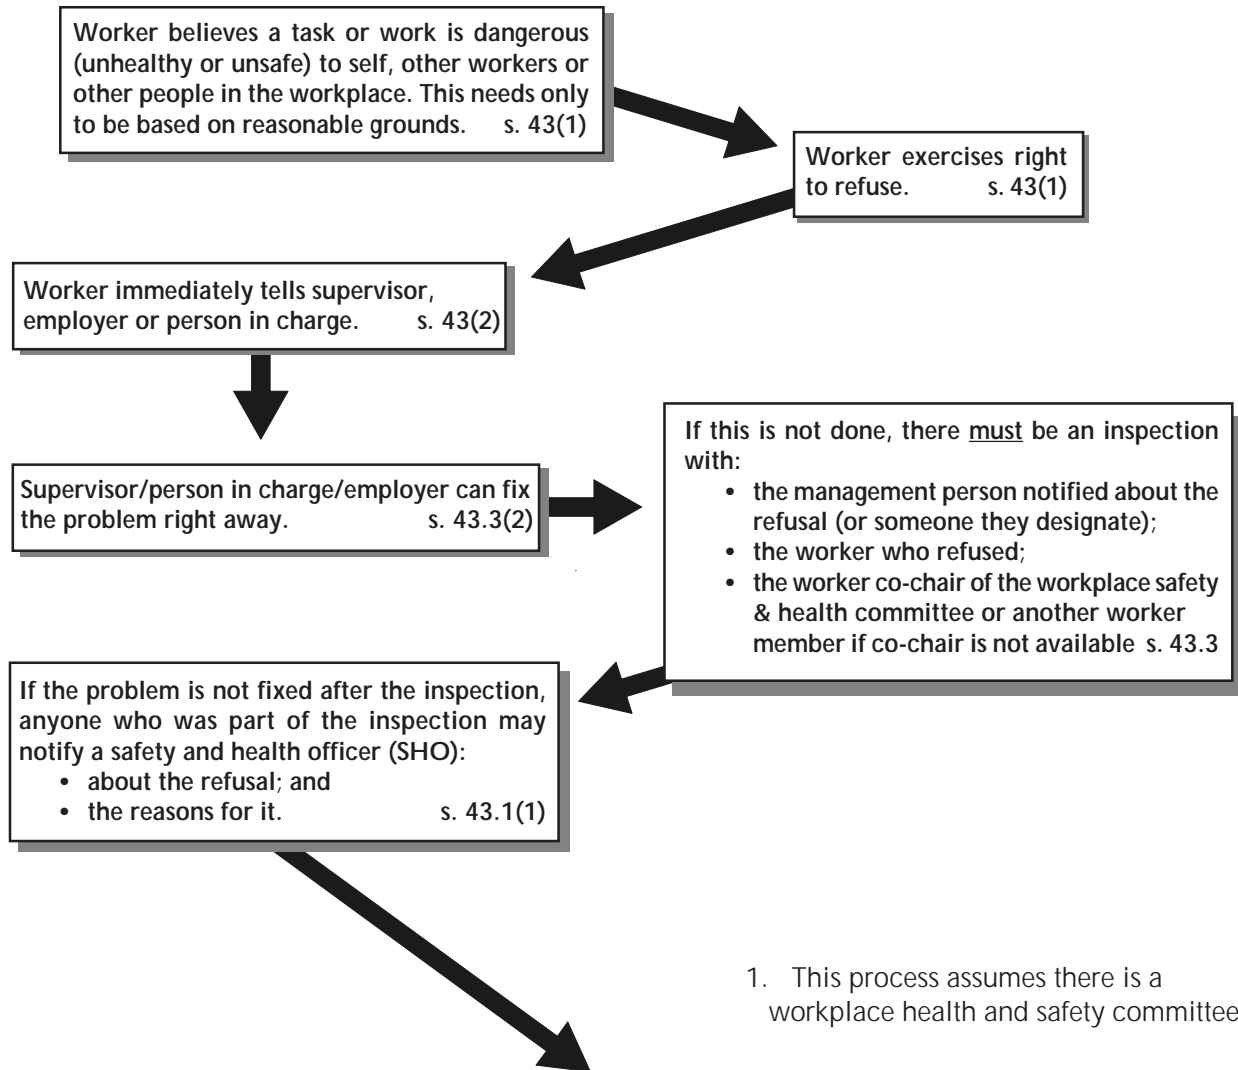 Worker believes a task or work is dangerous
(unhealthy or unsafe) to self, other workers or
other people in the workplace. This needs only
to be based on reasonable grounds. s. 43(1)
Worker exercises right
to refuse. s. 43(1)
Worker immediately tells supervisor,
employer or person in charge. s. 43(2)
Supervisor/person in charge/employer can fix
the problem right away. s. 43.3(2)
If this is not done, there must be an inspection
with:
• the management person notified about the
refusal (or someone they designate);
• the worker who refused;
• the worker co-chair of the workplace safety
& health committee or another worker
member if co-chair is not available s. 43.3
If the problem is not fixed after the inspection,
anyone who was part of the inspection may
notify a safety and health officer (SHO):
• about the refusal; and
• the reasons for it. s. 43.1(1)
1. This process assumes there is a
workplace health and safety committee